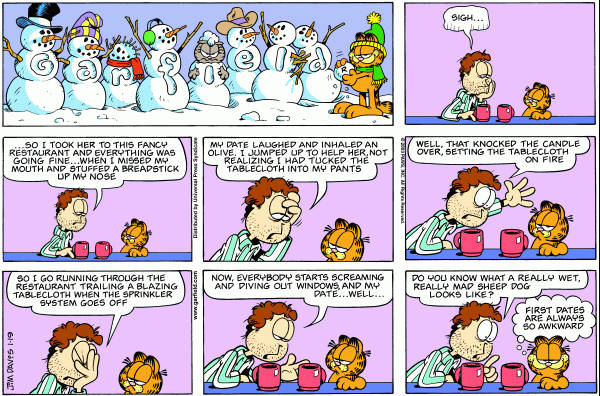 Garfield
SIGH...
...SO I TOOK HER TO THIS FANCY
RESTAURANT AND EVERYTHING WAS
GOING FINE...WHEN I MISSED MY
MOUTH AND STUFFED A BREADSTICK
UP MY NOSE
Distributed by Universal Press Syndicate
MY DATE LAUGHED AND INHALED AN
OLIVE. I JUMPED UP TO HELP HER, NOT
REALIZING I HAD TUCKED THE
TABLECLOTH INTO MY PANTS
WELL, THAT KNOCKED THE CANDLE
OVER, SETTING THE TABLECLOTH
ON FIRE
PAWS, INC. All Rights Reserved.
SO I GO RUNNING THROUGH THE
RESTAURANT TRAILING A BLAZING
TABLECLOTH WHEN THE SPRINKLER
SYSTEM GOES OFF
JIM DAVIS 1-19
www.garfield.com
NOW, EVERYBODY STARTS SCREAMING
AND DIVING OUT WINDOWS, AND MY
DATE...WELL...
DO YOU KNOW WHAT A REALLY WET,
REALLY MAD SHEEP DOG
LOOKS LIKE?
FIRST DATES
ARE ALWAYS
SO AWKWARD